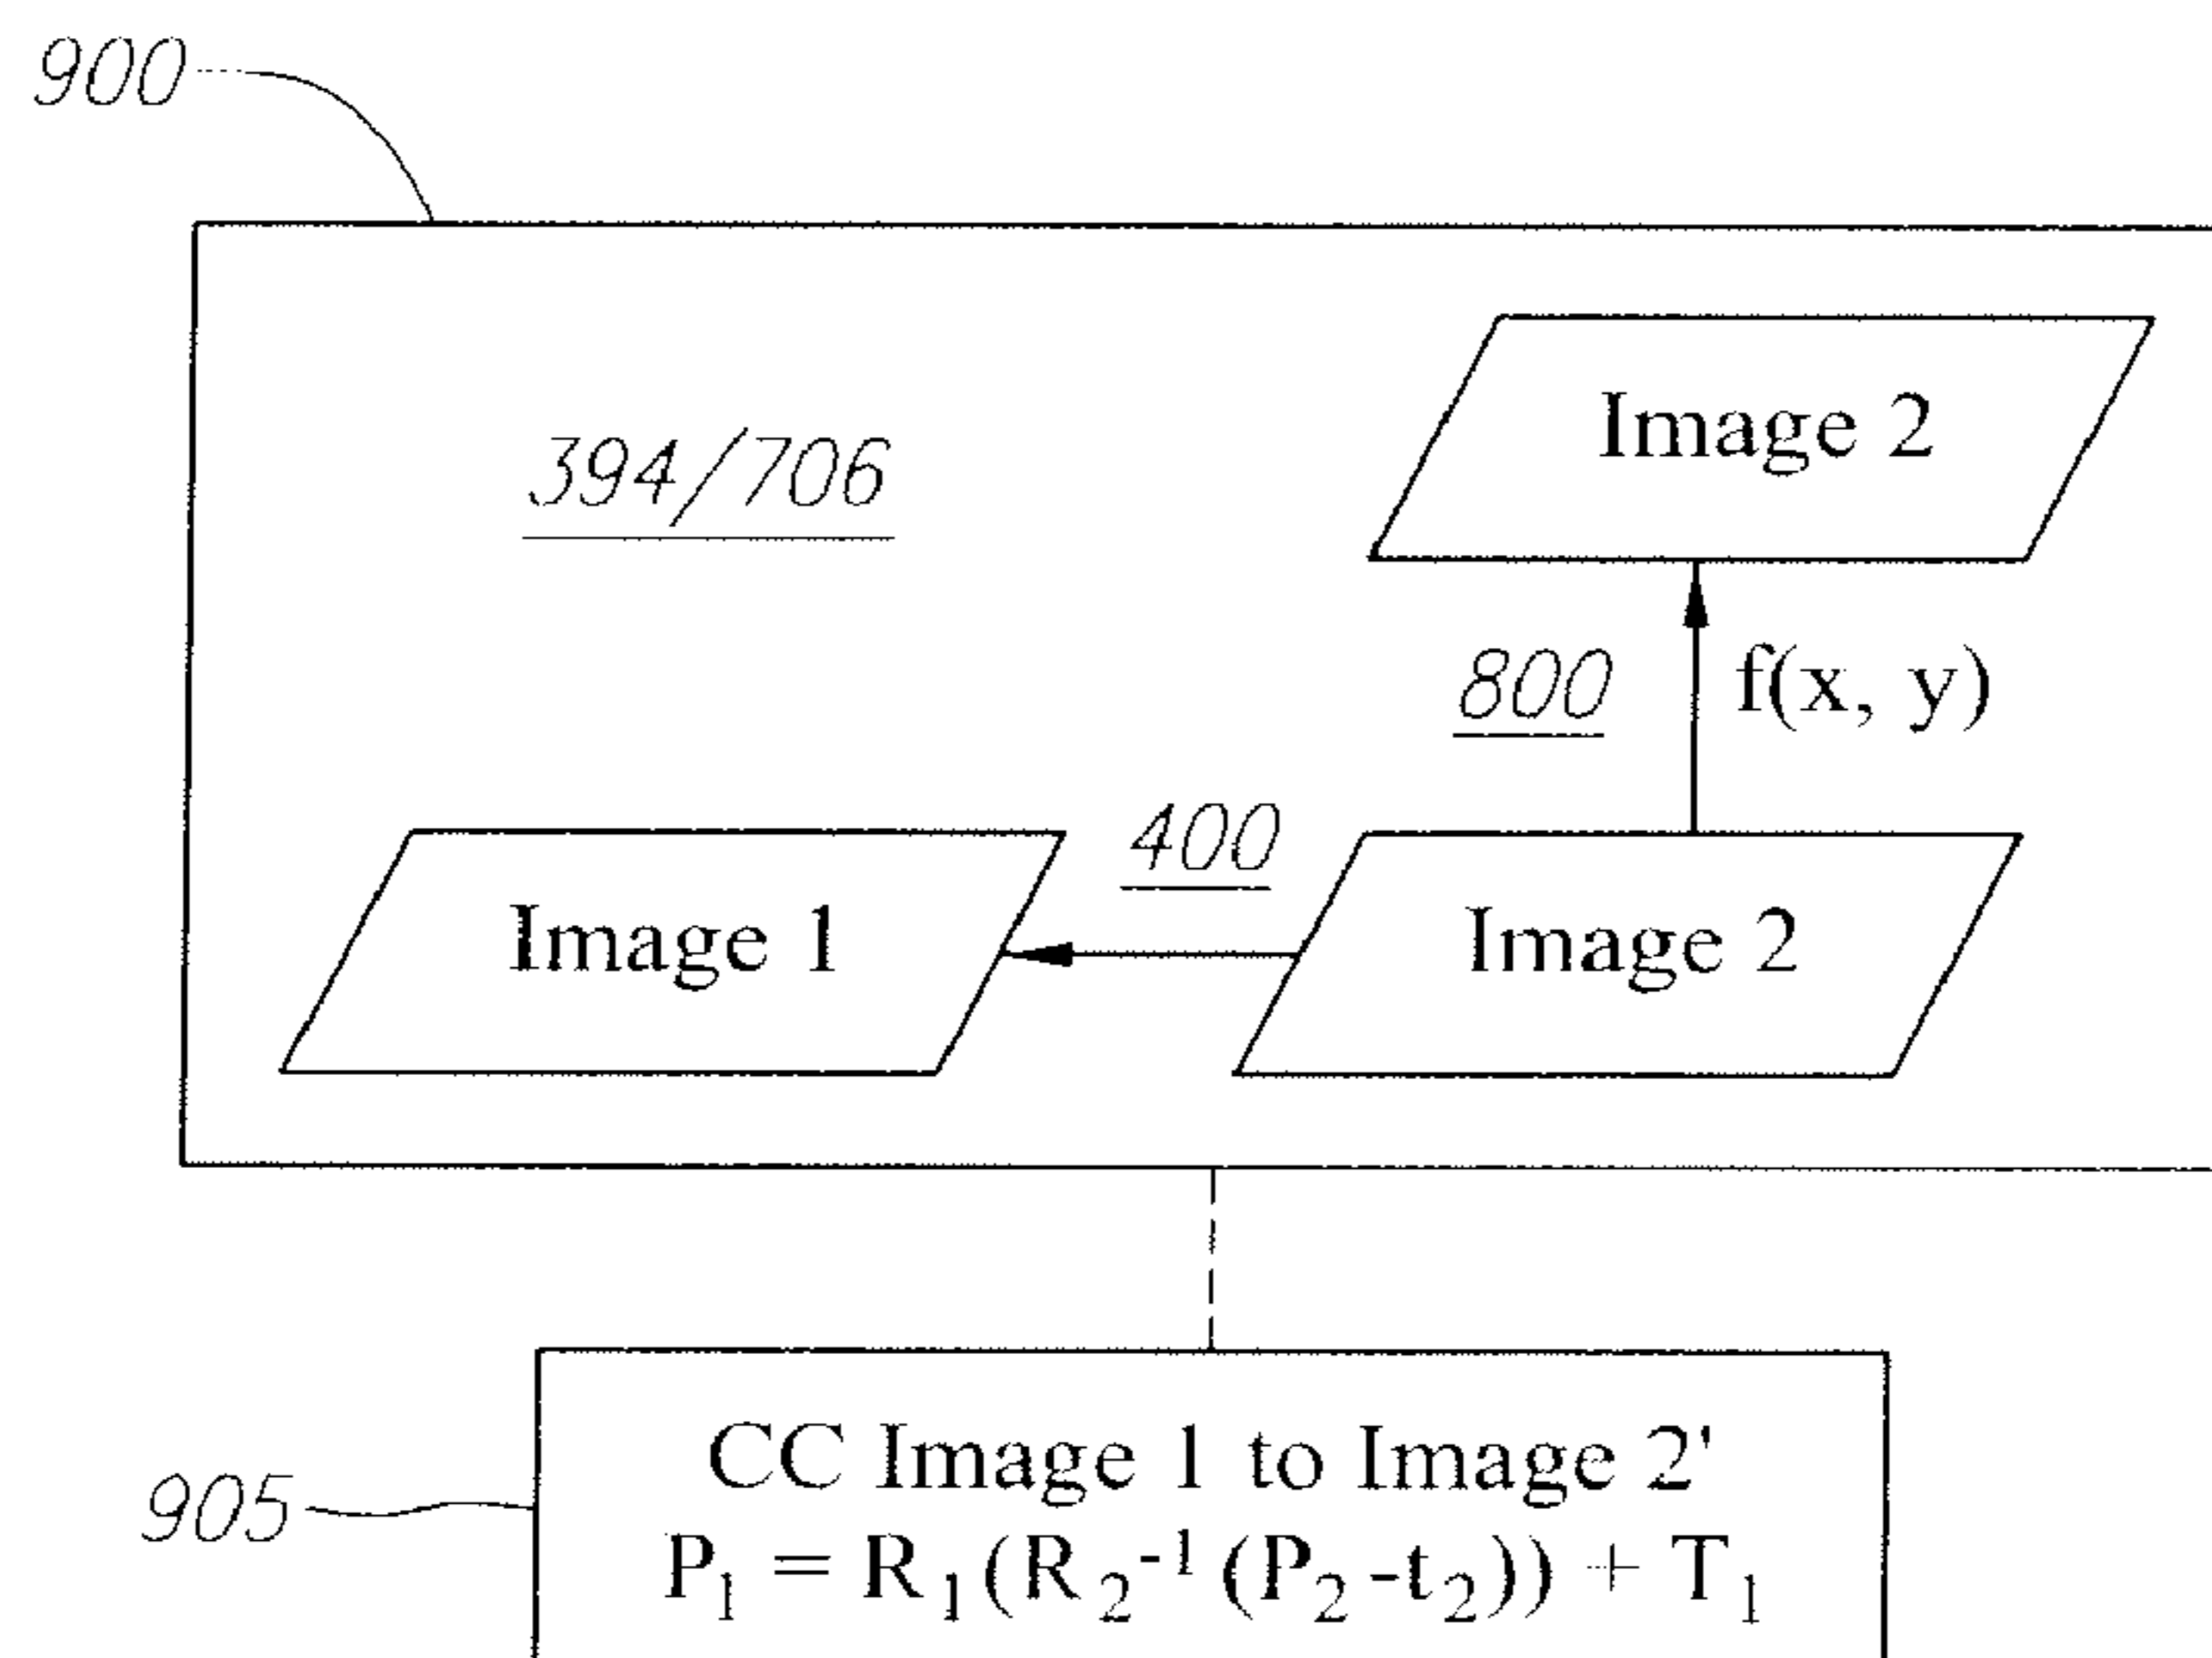 900
394/706
Image 2
800
f(x, y)
400
Image 1
Image 2
CC Image 1 to Image 2'
905
P₁ = R₁(R₂⁻¹(P₂-t₂)) + T₁